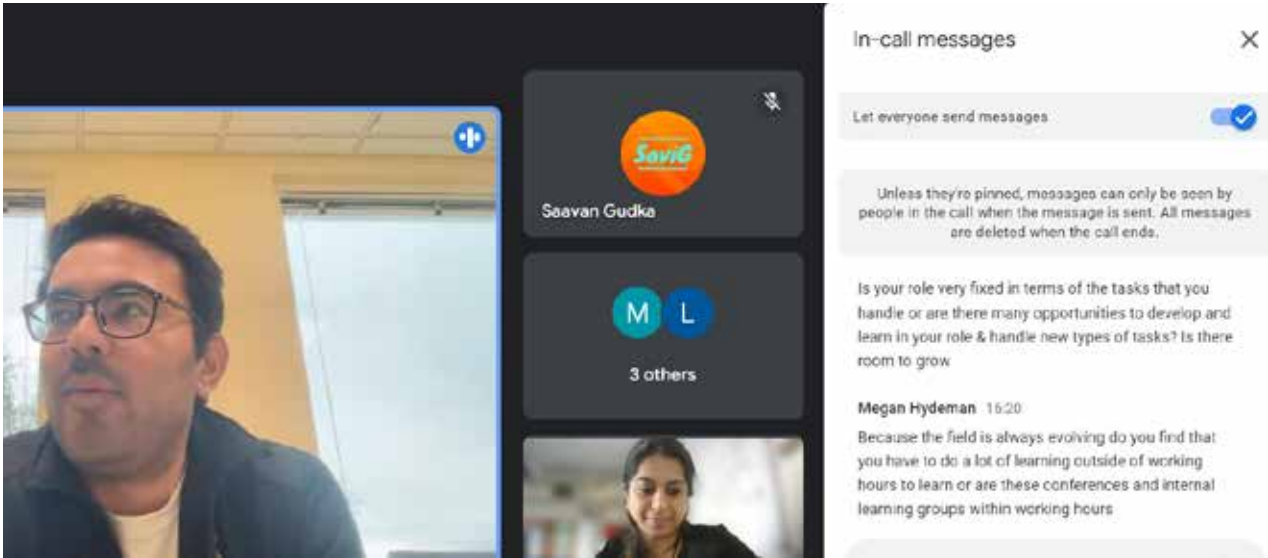 In-call messages
Let everyone send messages
Unless they're pinned, messages can only be seen by
people in the call when the message is sent. All messages
are deleted when the call ends.
Is your role very fixed in terms of the tasks that you
handle or are there many opportunities to develop and
learn in your role & handle new types of tasks? Is there
room to grow
Megan Hydeman 16:20
Because the field is always evolving do you find that
you have to do a lot of learning outside of working
hours to learn or are these conferences and internal
learning groups within working hours
SaviG
Saavan Gudka
M L
3 others